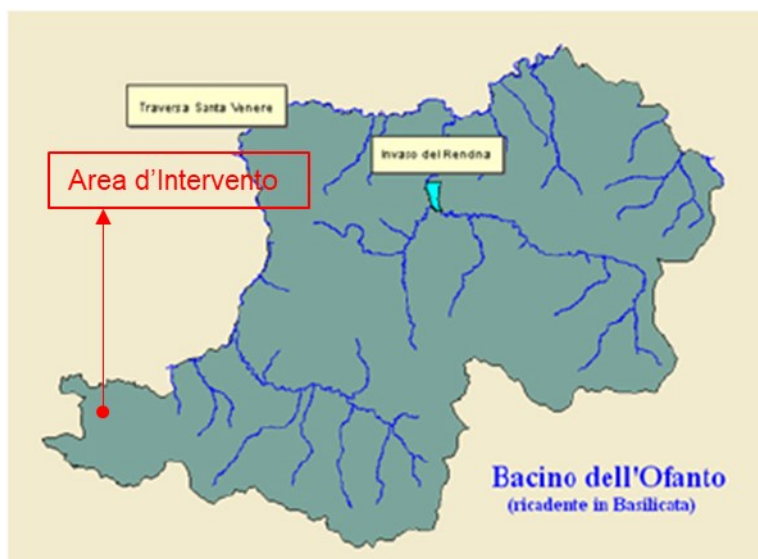 Traversa Santa Venere
Invaso del Rendina
Area d'Intervento
Bacino dell'Ofanto
(ricadente in Basilicata)